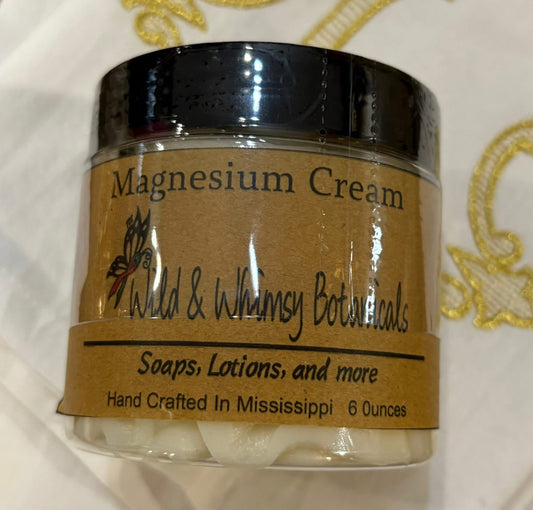 Magnesium Cream
Wild & Whimsy Botanicals
Soaps, Lotions, and more
Hand Crafted In Mississippi 6 Ounces